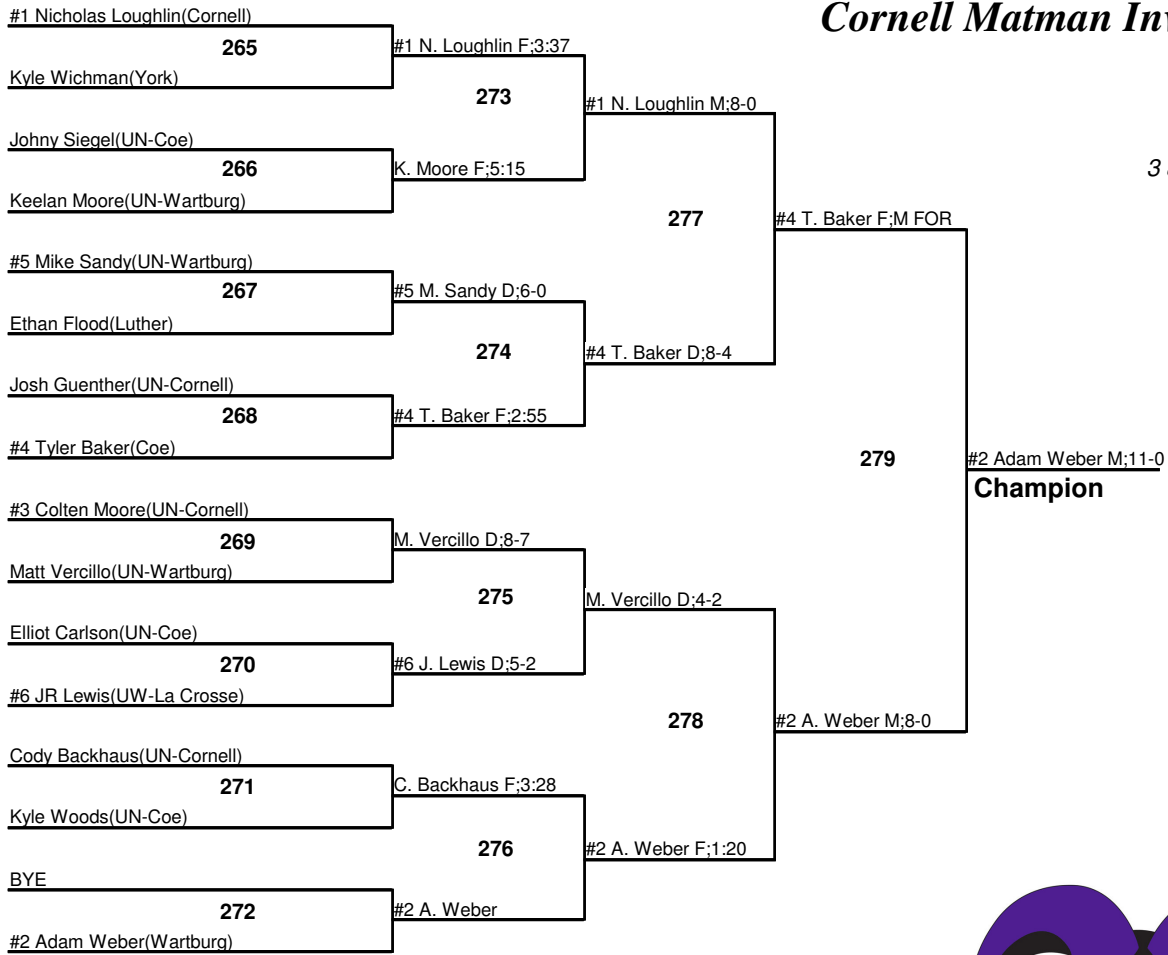 Cornell Matman Inv
#1 Nicholas Loughlin(Cornell)
265
Kyle Wichman(York)
#1 N. Loughlin F;3:37
273
#1 N. Loughlin M;8-0
Johny Siegel(UN-Coe)
266
Keelan Moore(UN-Wartburg)
K. Moore F;5:15
3
277
#4 T. Baker F;M FOR
#5 Mike Sandy(UN-Wartburg)
267
Ethan Flood(Luther)
#5 M. Sandy D;6-0
274
#4 T. Baker D;8-4
Josh Guenther(UN-Cornell)
268
#4 Tyler Baker(Coe)
#4 T. Baker F;2:55
279
#2 Adam Weber M;11-0
Champion
#3 Colten Moore(UN-Cornell)
269
Matt Vercillo(UN-Wartburg)
M. Vercillo D;8-7
275
M. Vercillo D;4-2
Elliot Carlson(UN-Coe)
270
#6 JR Lewis(UW-La Crosse)
#6 J. Lewis D;5-2
278
#2 A. Weber M;8-0
Cody Backhaus(UN-Cornell)
271
Kyle Woods(UN-Coe)
C. Backhaus F;3:28
276
#2 A. Weber F;1:20
BYE
272
#2 Adam Weber(Wartburg)
#2 A. Weber